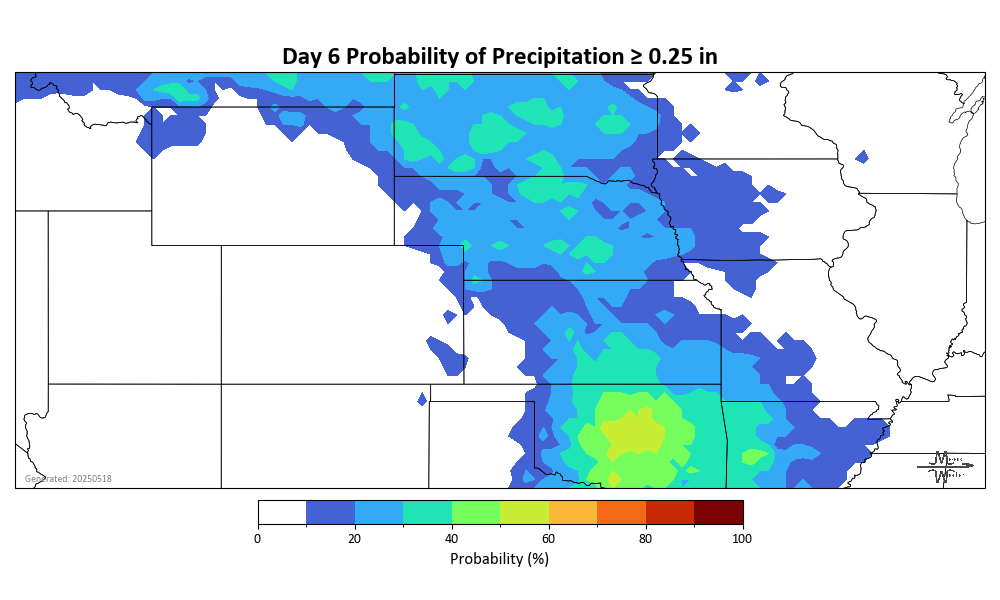 Day 6 Probability of Precipitation ≥ 0.25 in
Generated: 20250518
0 20 40 60 80 100
Probability (%)